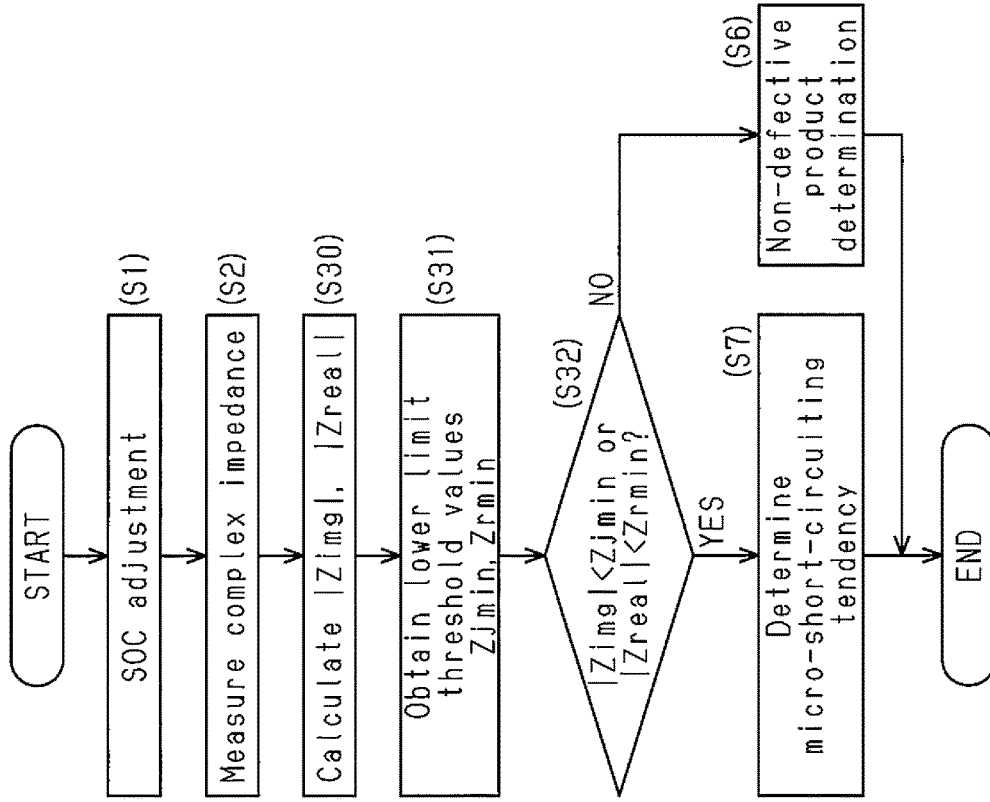 START
SOC adjustment
(S1)
Measure complex impedance
(S2)
Calculate |Zimg|, |Zreal|
(S30)
Obtain lower limit
threshold values
Zjmin,Zrmin
(S31)
|Zimg|<Zjmin or
|Zreal|<Zrmin?
(S32)
NO
YES
Determine
micro-short-circuiting
tendency
(S7)
Non-defective
product
determination
(S6)
END